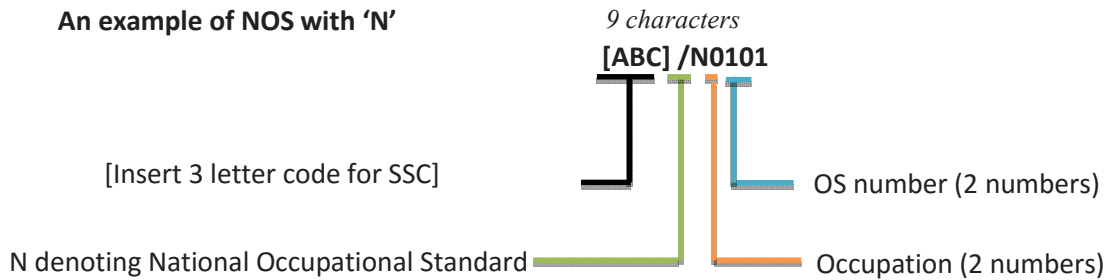 An example of NOS with ‘N’
9 characters
[ABC] /N0101
[Insert 3 letter code for SSC]
OS number (2 numbers)
N denoting National Occupational Standard
Occupation (2 numbers)